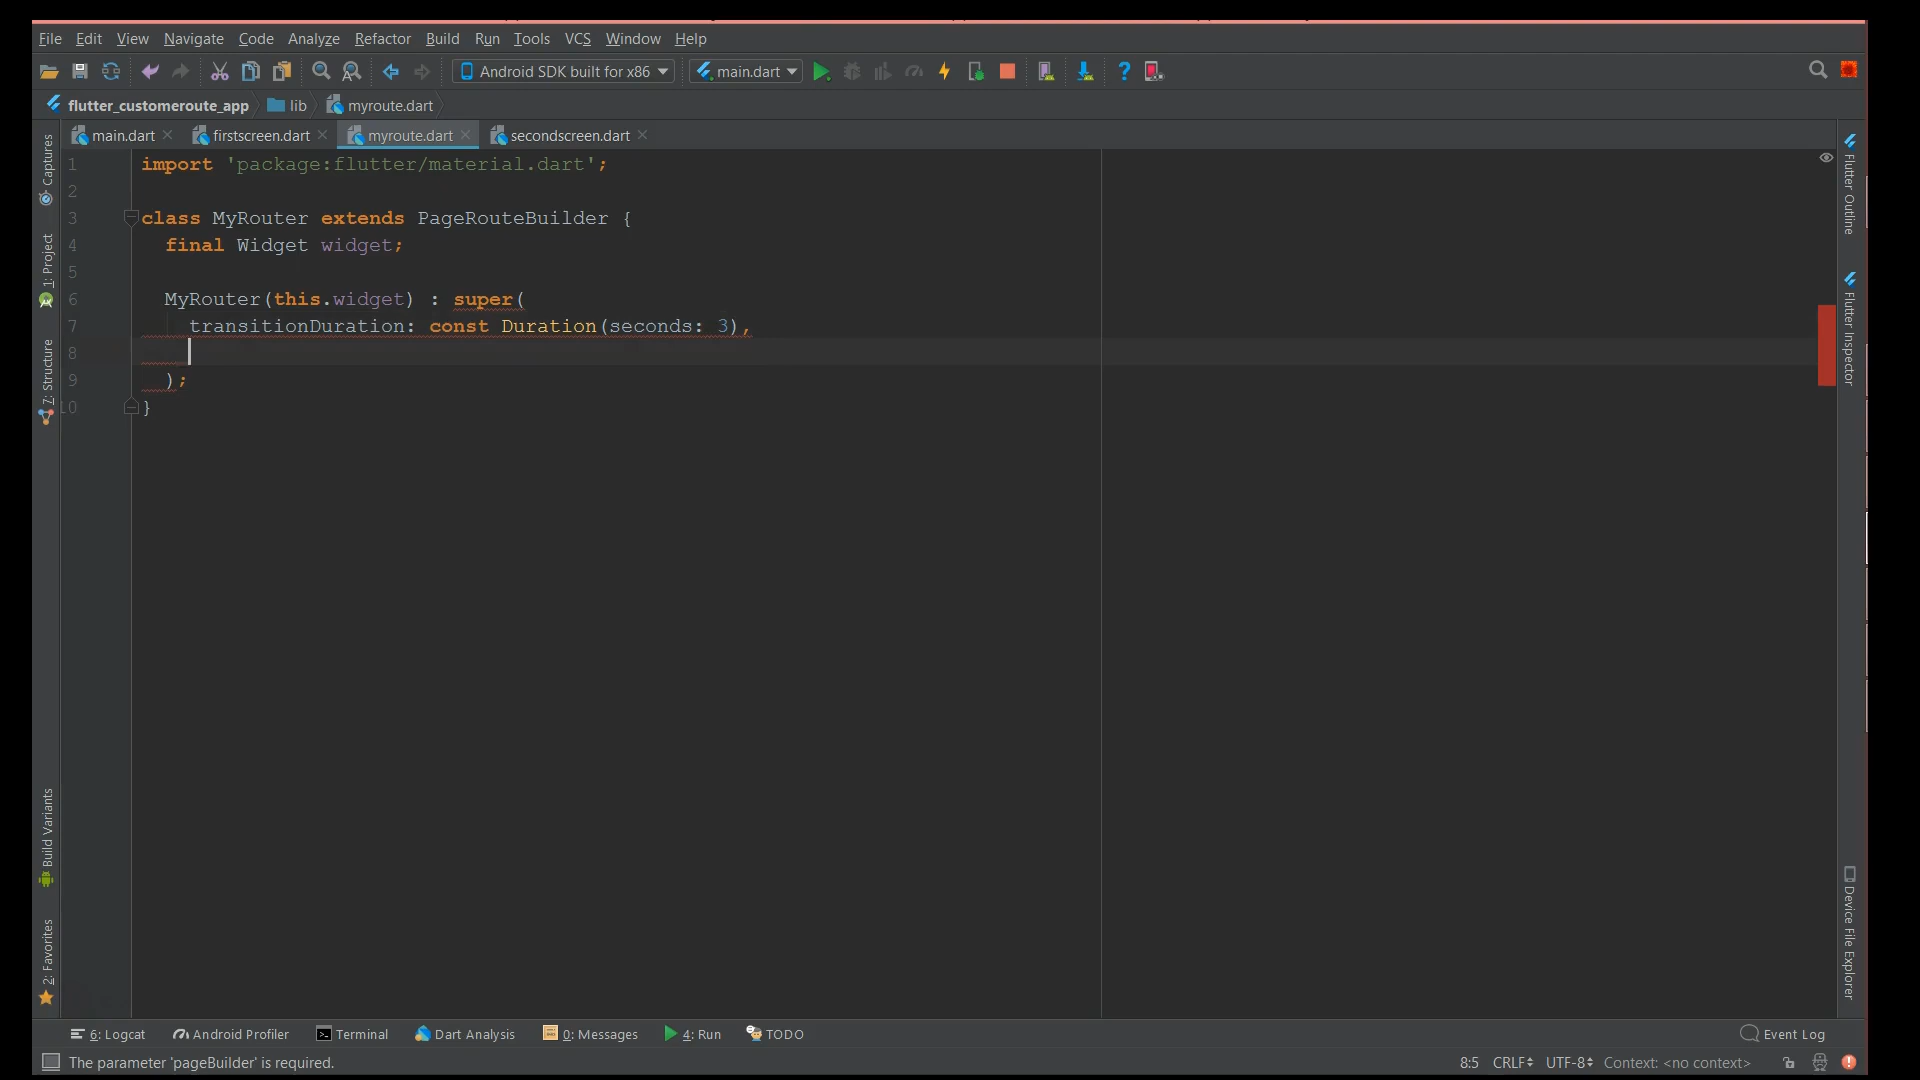 File Edit View Navigate Code Analyze Refactor Build Run Tools VCS Window Help
Android SDK built for x86 main.dart
flutter_customeroute_app lib myroute.dart
main.dart firstscreen.dart myroute.dart secondscreen.dart
1 import 'package:flutter/material.dart';
2
3 class MyRouter extends PageRouteBuilder {
4 final Widget widget;
5
6 MyRouter(this.widget) : super(
7 transitionDuration: const Duration(seconds: 3),
8
9 );
10 }
Captures
1: Project
7: Structure
Build Variants
2: Favorites
Flutter Outline
Flutter Inspector
Device File Explorer
6: Logcat Android Profiler Terminal Dart Analysis 0: Messages 4: Run TODO Event Log
The parameter 'pageBuilder' is required. 8:5 CRLF UTF-8 Context: <no context>